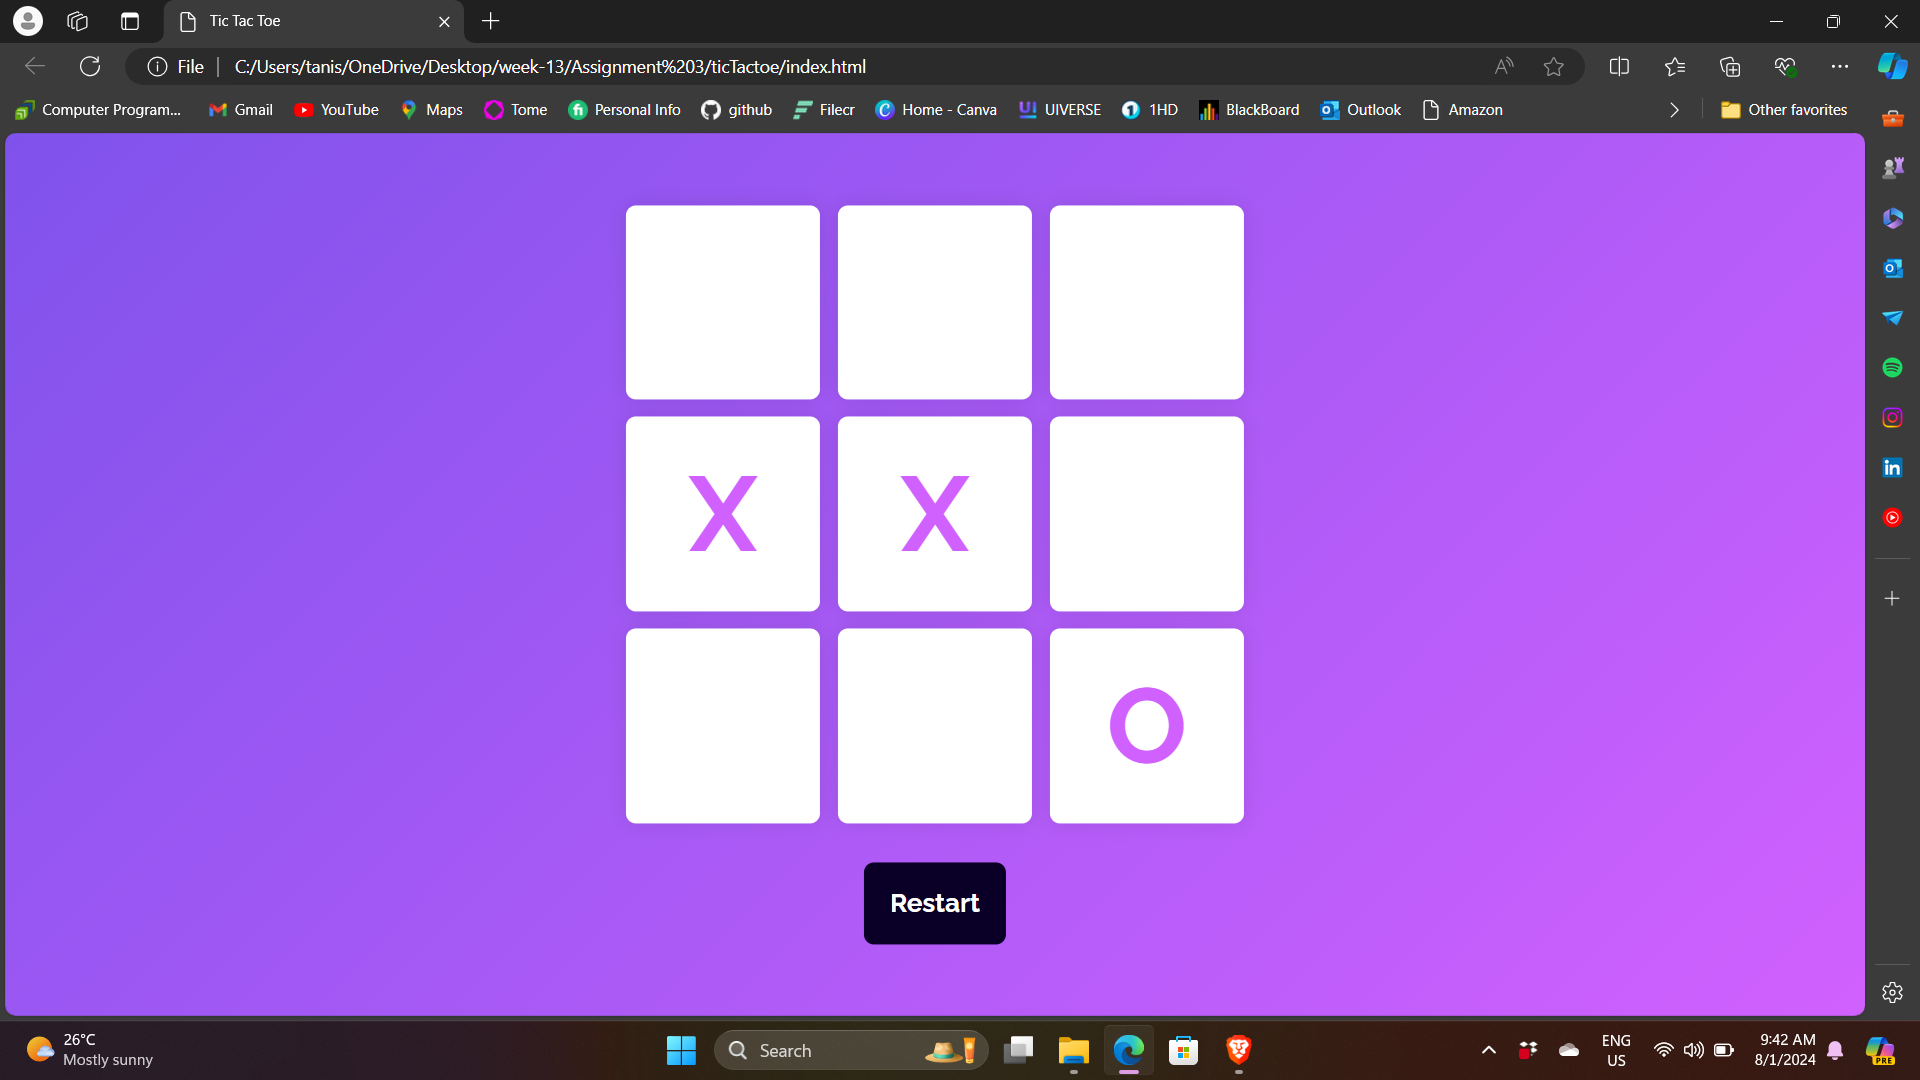 Tic Tac Toe
File
C:/Users/tanis/OneDrive/Desktop/week-13/Assignment%203/ticTactoe/index.html
Computer Program... Gmail YouTube Maps Tome Personal Info github Filecr Home - Canva UIVERSE 1HD BlackBoard Outlook Amazon Other favorites
X X
O
Restart
26°C
Mostly sunny
Search
ENG
US
9:42 AM
8/1/2024
PRE